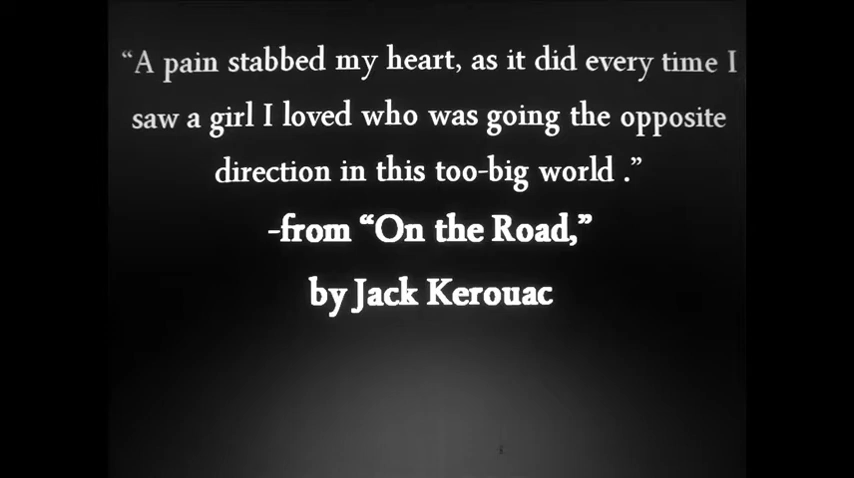 “A pain stabbed my heart, as it did every time I
saw a girl I loved who was going the opposite
direction in this too-big world .”
-from “On the Road,”
by Jack Kerouac